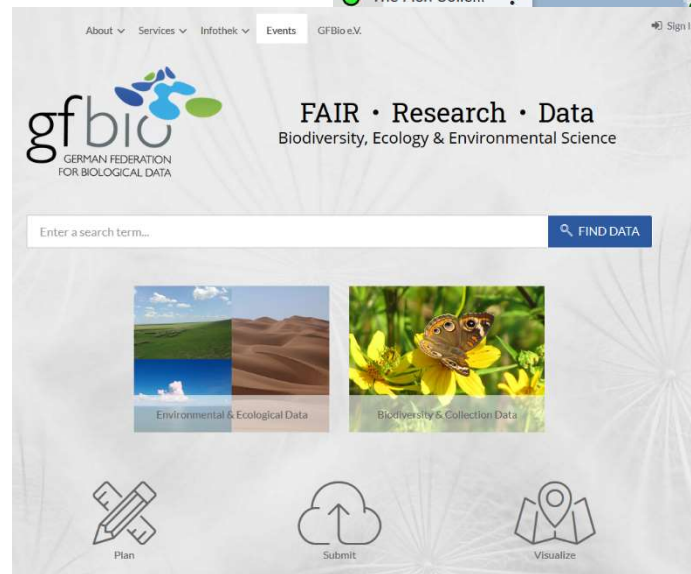 About Services Infothek Events GFBio e.V.
gfbio
GERMAN FEDERATION
FOR BIOLOGICAL DATA
FAIR • Research • Data
Biodiversity, Ecology & Environmental Science
Enter a search term...
FIND DATA
Environmental & Ecological Data
Biodiversity & Collection Data
Plan
Submit
Visualize